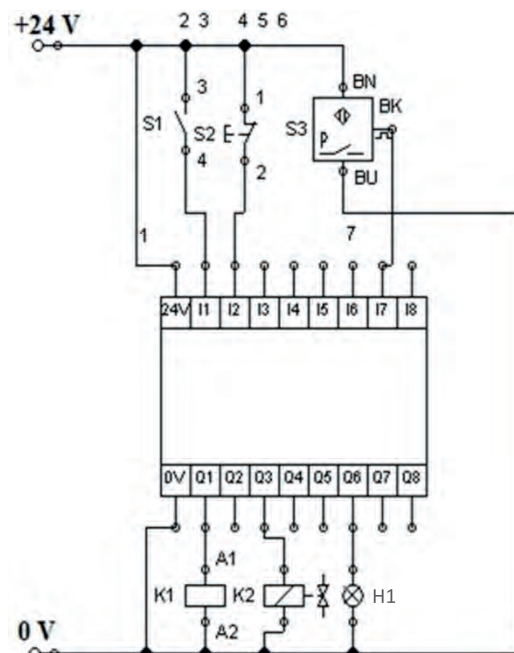 2 3 4 5 6
+24 V
BN
3 1 BK
S1 S2 S3 p
4 2 BU
1 7
24V I1 I2 I3 I4 I5 I6 I7 I8
0V Q1 Q2 Q3 Q4 Q5 Q6 Q7 Q8
A1
K1 K2 H1
A2
0 V